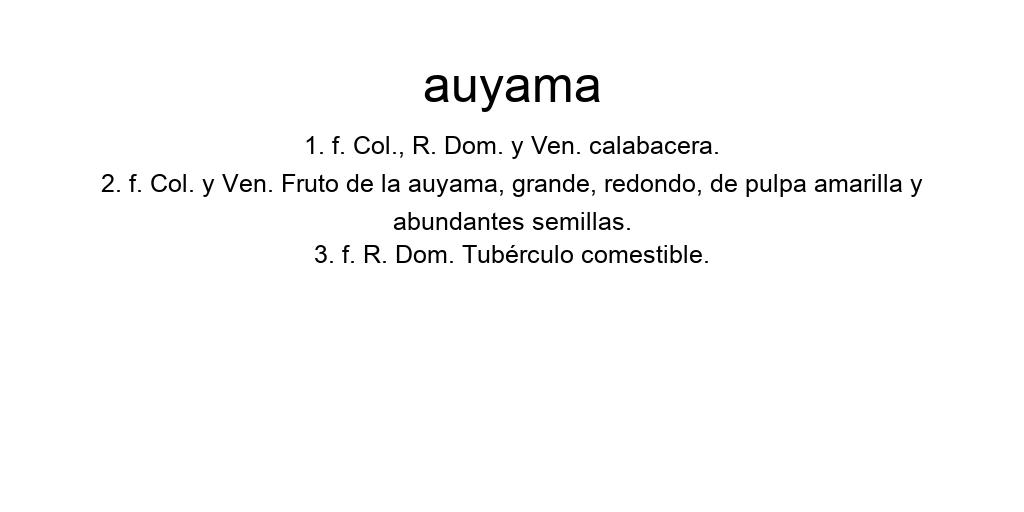 auyama
1. f. Col., R. Dom. y Ven. calabacera.
2. f. Col. y Ven. Fruto de la auyama, grande, redondo, de pulpa amarilla y
abundantes semillas.
3. f. R. Dom. Tubérculo comestible.